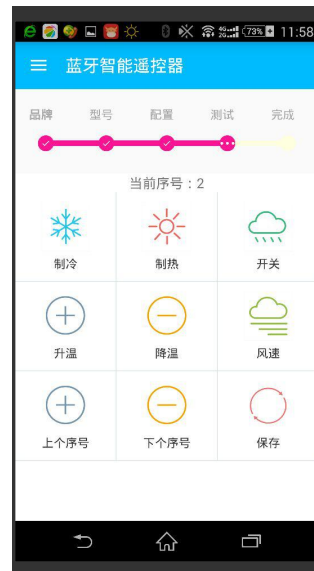 4G 2G 73% 11:58
蓝牙智能遥控器
品牌 型号 配置 测试 完成
当前序号：2
制冷 制热 开关
升温 降温 风速
上个序号 下个序号 保存